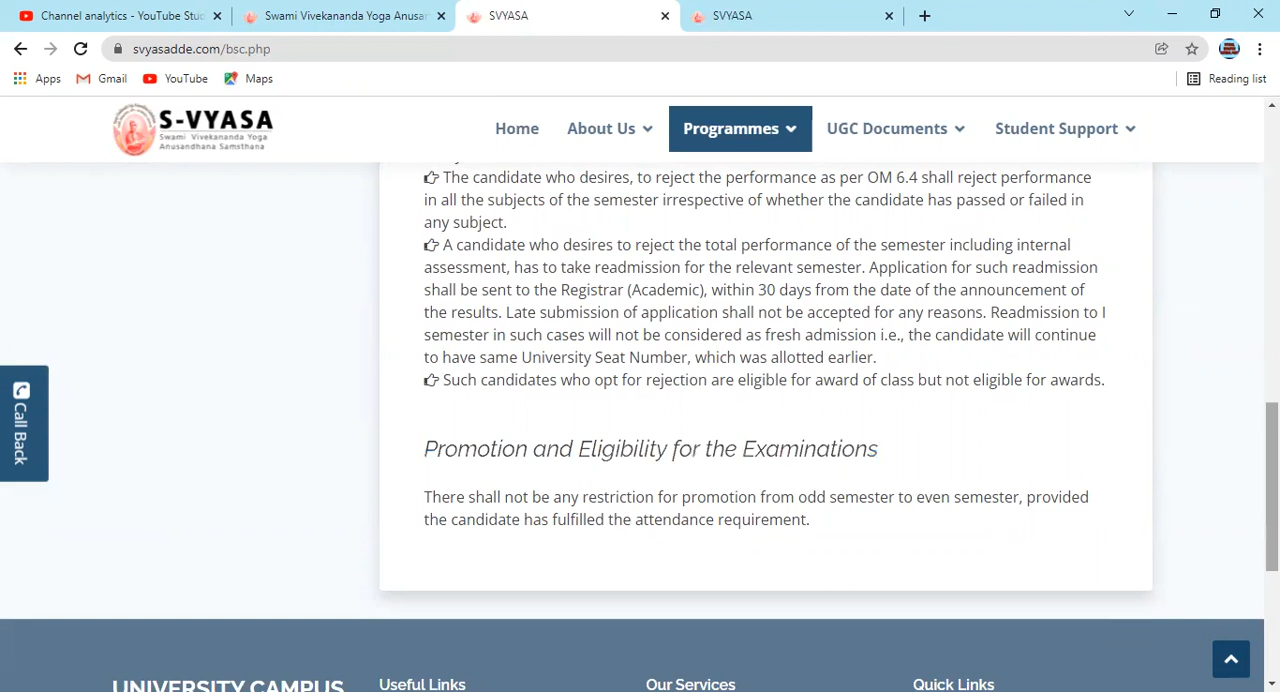 Channel analytics - YouTube Stud
Swami Vivekananda Yoga Anusan
SVYASA
SVYASA
svyasadde.com/bsc.php
Apps
Gmail
YouTube
Maps
Reading list
S-VYASA
Swami Vivekananda Yoga
Anusandhana Samsthana
Home
About Us
Programmes
UGC Documents
Student Support
The candidate who desires, to reject the performance as per OM 6.4 shall reject performance
in all the subjects of the semester irrespective of whether the candidate has passed or failed in
any subject.
A candidate who desires to reject the total performance of the semester including internal
assessment, has to take readmission for the relevant semester. Application for such readmission
shall be sent to the Registrar (Academic), within 30 days from the date of the announcement of
the results. Late submission of application shall not be accepted for any reasons. Readmission to I
semester in such cases will not be considered as fresh admission i.e., the candidate will continue
to have same University Seat Number, which was allotted earlier.
Such candidates who opt for rejection are eligible for award of class but not eligible for awards.
Promotion and Eligibility for the Examinations
There shall not be any restriction for promotion from odd semester to even semester, provided
the candidate has fulfilled the attendance requirement.
Call Back
UNIVERSITY CAMPUS
Useful Links
Our Services
Quick Links